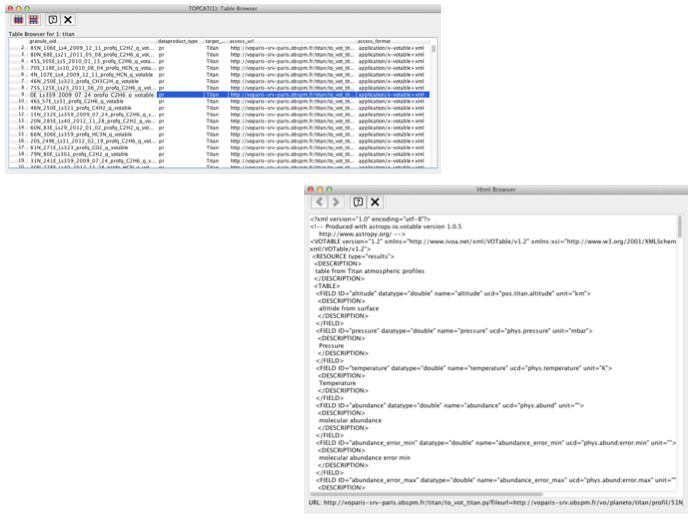 TOPCAT(1): Table Browser
Table Browser for 1: titan
granule_uid dataproduct_type target_... access_url access_format
2 85N_106E_Ls4_2009_12_11_profq_C2H2_q_vot... pr Titan http://voparis-srv-paris.obspm.fr/titan/to_vot_tit... application/x-votable+xml
3 80N_68E_Ls21_2011_05_08_profq_C2H6_q_vot... pr Titan http://voparis-srv-paris.obspm.fr/titan/to_vot_tit... application/x-votable+xml
4 45S_305E_Ls5_2010_01_13_profq_C2H6_q_vot... pr Titan http://voparis-srv-paris.obspm.fr/titan/to_vot_tit... application/x-votable+xml
5 70S_118E_Ls10_2010_06_04_profq_HCN_q_vota... pr Titan http://voparis-srv-paris.obspm.fr/titan/to_vot_tit... application/x-votable+xml
6 4N_107E_Ls4_2009_12_11_profq_HCN_q_votable pr Titan http://voparis-srv-paris.obspm.fr/titan/to_vot_tit... application/x-votable+xml
7 46N_250E_Ls321_profq_CH3C2H_q_votable pr Titan http://voparis-srv-paris.obspm.fr/titan/to_vot_tit... application/x-votable+xml
8 75S_125E_Ls23_2011_06_20_profq_C2H6_q_vot... pr Titan http://voparis-srv-paris.obspm.fr/titan/to_vot_tit... application/x-votable+xml
9 0E_Ls359_2009_07_24_profq_C2H6_q_votable pr Titan http://voparis-srv-paris.obspm.fr/titan/to_vot_tit... application/x-votable+xml
10 46S_57E_Ls31_profq_C2H6_q_votable pr Titan http://voparis-srv-paris.obspm.fr/titan/to_vot_tit... application/x-votable+xml
11 46N_250E_Ls321_profq_C4H2_q_votable pr Titan http://voparis-srv-paris.obspm.fr/titan/to_vot_tit... application/x-votable+xml
12 15N_232E_Ls359_2009_07_24_profq_C2H6_q_v... pr Titan http://voparis-srv-paris.obspm.fr/titan/to_vot_tit... application/x-votable+xml
13 20N_285E_Ls40_2012_11_28_profq_C2H2_q_vo... pr Titan http://voparis-srv-paris.obspm.fr/titan/to_vot_tit... application/x-votable+xml
14 60N_83E_Ls29_2012_01_02_profq_C2H2_q_vot... pr Titan http://voparis-srv-paris.obspm.fr/titan/to_vot_tit... application/x-votable+xml
15 66N_306E_Ls359_profq_HC3N_q_votable pr Titan http://voparis-srv-paris.obspm.fr/titan/to_vot_tit... application/x-votable+xml
16 20S_249E_Ls31_2012_02_19_profq_C2H6_q_vot... pr Titan http://voparis-srv-paris.obspm.fr/titan/to_vot_tit... application/x-votable+xml
17 61N_271E_Ls323_profq_CO2_q_votable pr Titan http://voparis-srv-paris.obspm.fr/titan/to_vot_tit... application/x-votable+xml
18 79N_80E_Ls301_profq_C2H2_q_votable pr Titan http://voparis-srv-paris.obspm.fr/titan/to_vot_tit... application/x-votable+xml
19 31N_241E_Ls359_2009_07_24_profq_C2H6_q_v... pr Titan http://voparis-srv-paris.obspm.fr/titan/to_vot_tit... application/x-votable+xml
Html Browser
<?xml version="1.0" encoding="utf-8"?>
<!-- Produced with astropy.io.votable version 1.0.5
http://www.astropy.org/ -->
<VOTABLE version="1.2" xmlns="http://www.ivoa.net/xml/VOTable/v1.2" xmlns:xsi="http://www.w3.org/2001/XMLSchem
xml/VOTable/v1.2">
<RESOURCE type="results">
<DESCRIPTION>
table from Titan atmospheric profiles
</DESCRIPTION>
<TABLE>
<FIELD ID="altitude" datatype="double" name="altitude" ucd="pos.titan.altitude" unit="km">
<DESCRIPTION>
altitide from surface
</DESCRIPTION>
</FIELD>
<FIELD ID="pressure" datatype="double" name="pressure" ucd="phys.pressure" unit="mbar">
<DESCRIPTION>
Pressure
</DESCRIPTION>
</FIELD>
<FIELD ID="temperature" datatype="double" name="temperature" ucd="phys.temperature" unit="K">
<DESCRIPTION>
Temperature
</DESCRIPTION>
</FIELD>
<FIELD ID="abundance" datatype="double" name="abundance" ucd="phys.abund" unit="">
<DESCRIPTION>
molecular abundance
</DESCRIPTION>
</FIELD>
<FIELD ID="abundance_error_min" datatype="double" name="abundance_error_min" ucd="phys.abund:error.min" unit="">
<DESCRIPTION>
molecular abundance error min
</DESCRIPTION>
</FIELD>
<FIELD ID="abundance_error_max" datatype="double" name="abundance_error_max" ucd="phys.abund:error.max" unit=""
<DESCRIPTION>
URL: http://voparis-srv-paris.obspm.fr/titan/to_vot_titan.py?fileurl=http://voparis-srv.obspm.fr/vo/planeto/titan/profil/51N_